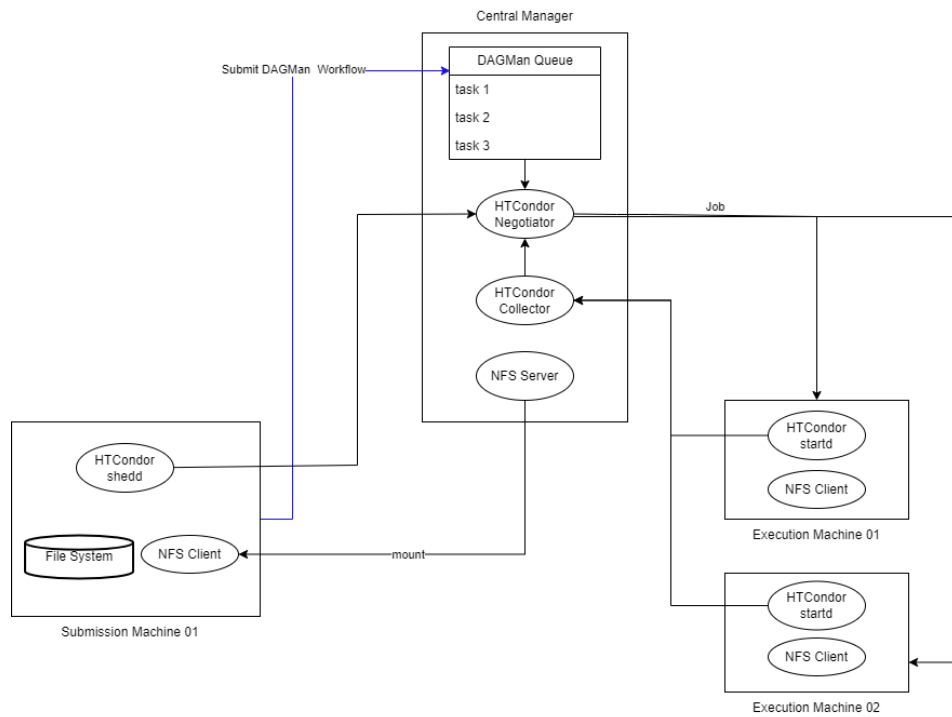 Central Manager
Submit DAGMan Workflow
DAGMan Queue
task 1
task 2
task 3
HTCondor
Negotiator
Job
HTCondor
Collector
NFS Server
HTCondor
shedd
File System
NFS Client
mount
Submission Machine 01
HTCondor
startd
NFS Client
Execution Machine 01
HTCondor
startd
NFS Client
Execution Machine 02